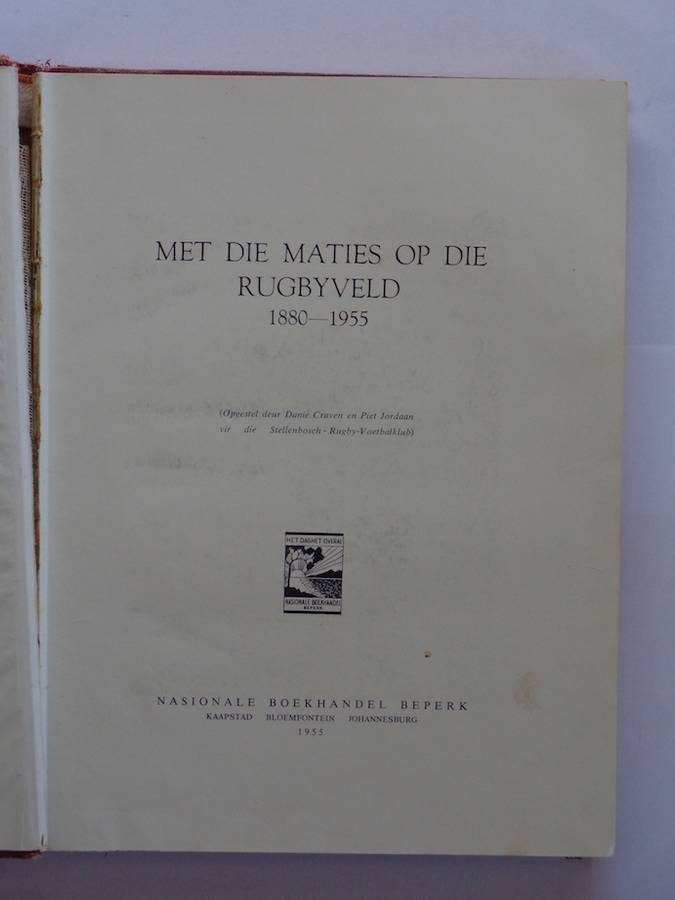 MET DIE MATIES OP DIE
RUGBYVELD
1880—1955
(Opgestel deur Danie Craven en Piet Jordaan
vir die Stellenbosch - Rugby-Voetbalklub)
HET DAGHET OVERAL
NASIONALE BOEKHANDEL
BEPERK
NASIONALE BOEKHANDEL BEPERK
KAAPSTAD BLOEMFONTEIN JOHANNESBURG
1955